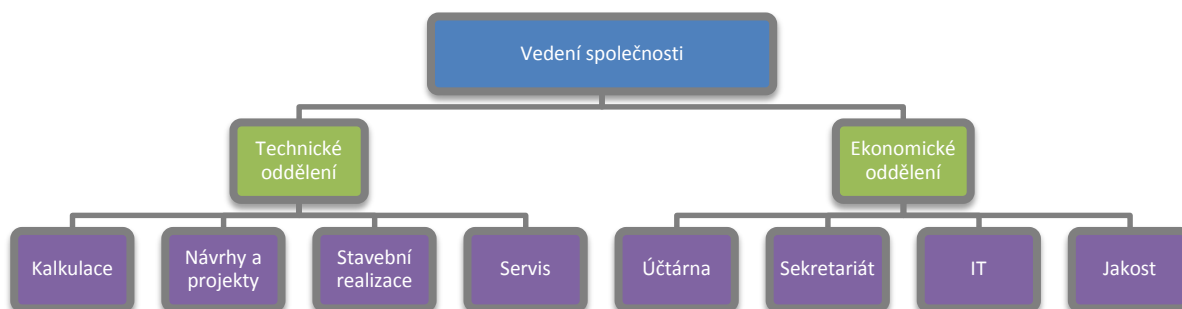 Vedení společnosti
Technické
oddělení
Ekonomické
oddělení
Kalkulace
Návrhy a
projekty
Stavební
realizace
Servis
Účtárna
Sekretariát
IT
Jakost